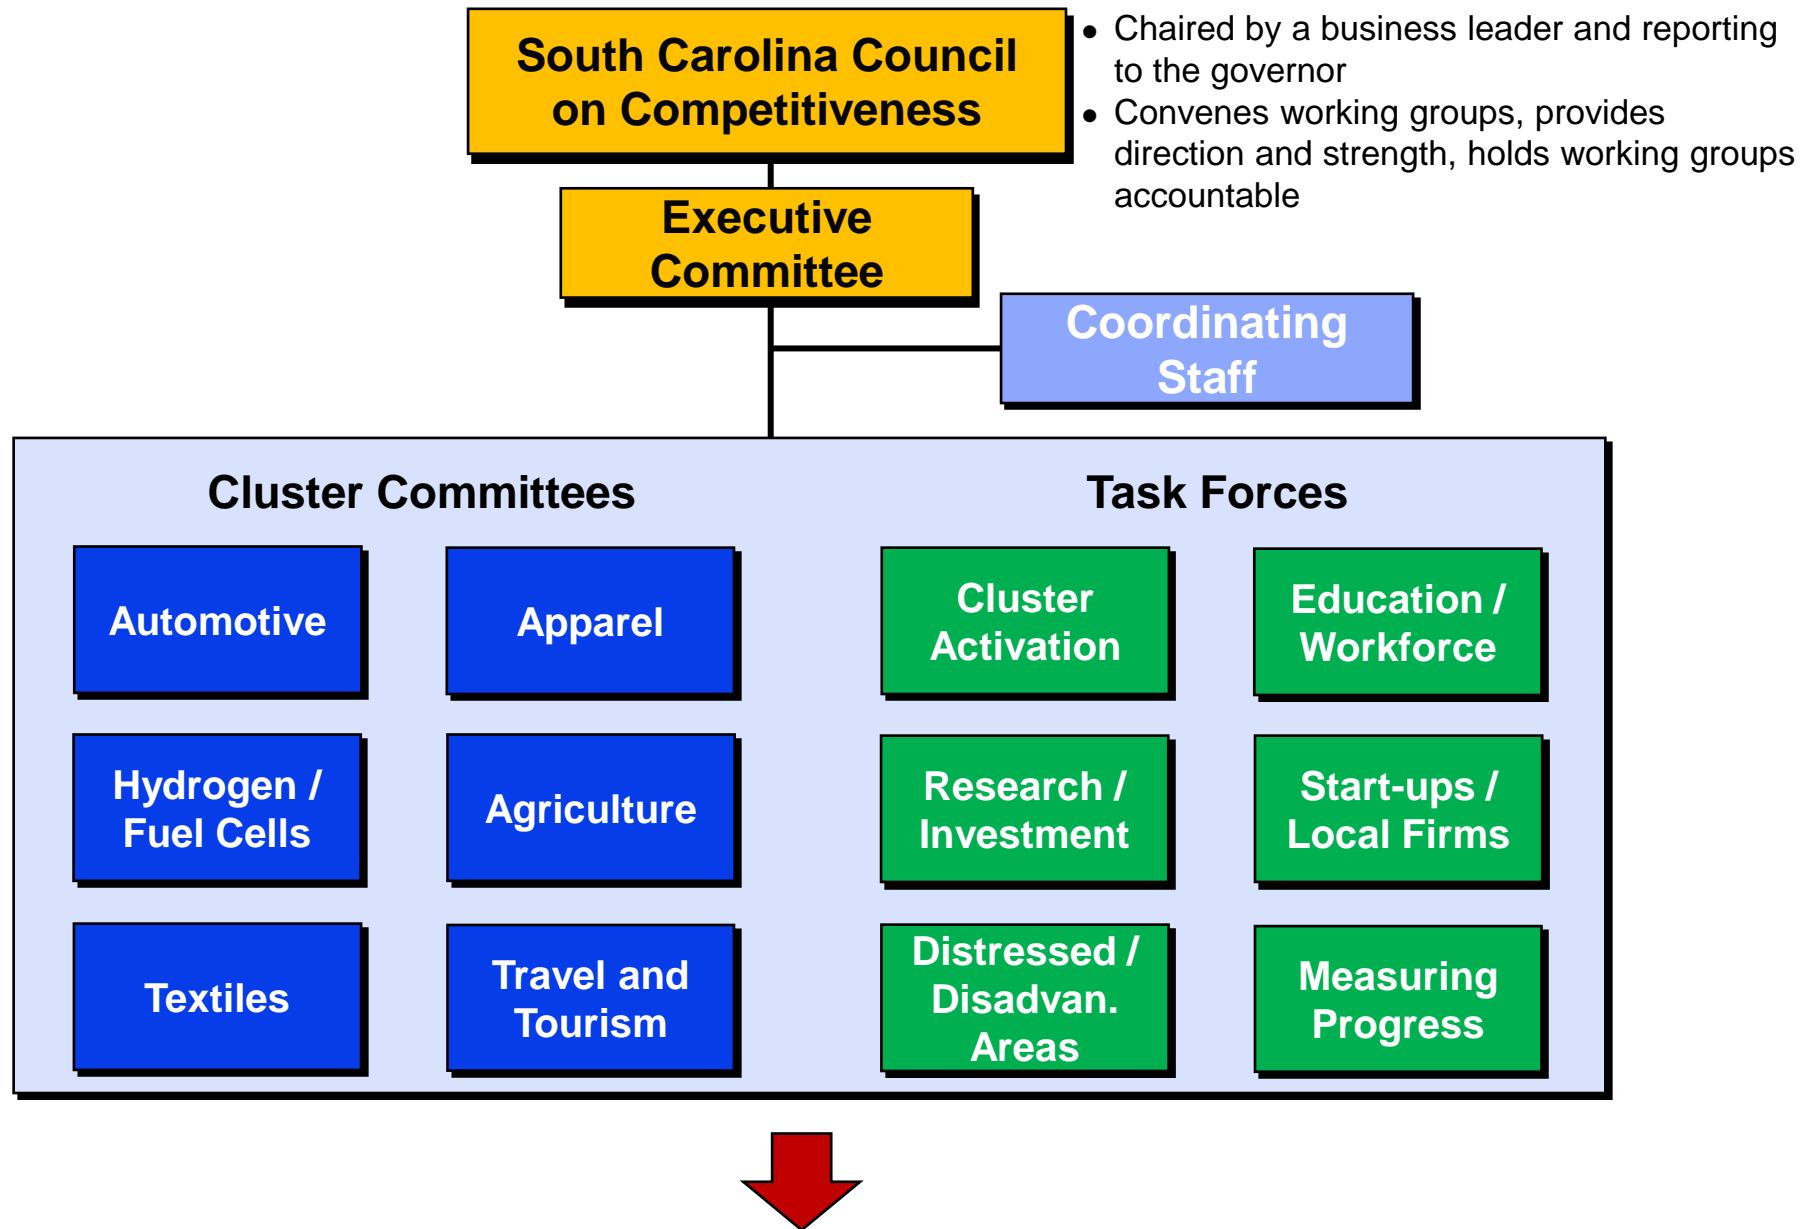 South Carolina Council
on Competitiveness
● Chaired by a business leader and reporting
to the governor
● Convenes working groups, provides
direction and strength, holds working groups
accountable
Executive
Committee
Coordinating
Staff
Cluster Committees
Automotive
Apparel
Hydrogen /
Fuel Cells
Agriculture
Textiles
Travel and
Tourism
Task Forces
Cluster
Activation
Education /
Workforce
Research /
Investment
Start-ups /
Local Firms
Distressed /
Disadvan.
Areas
Measuring
Progress